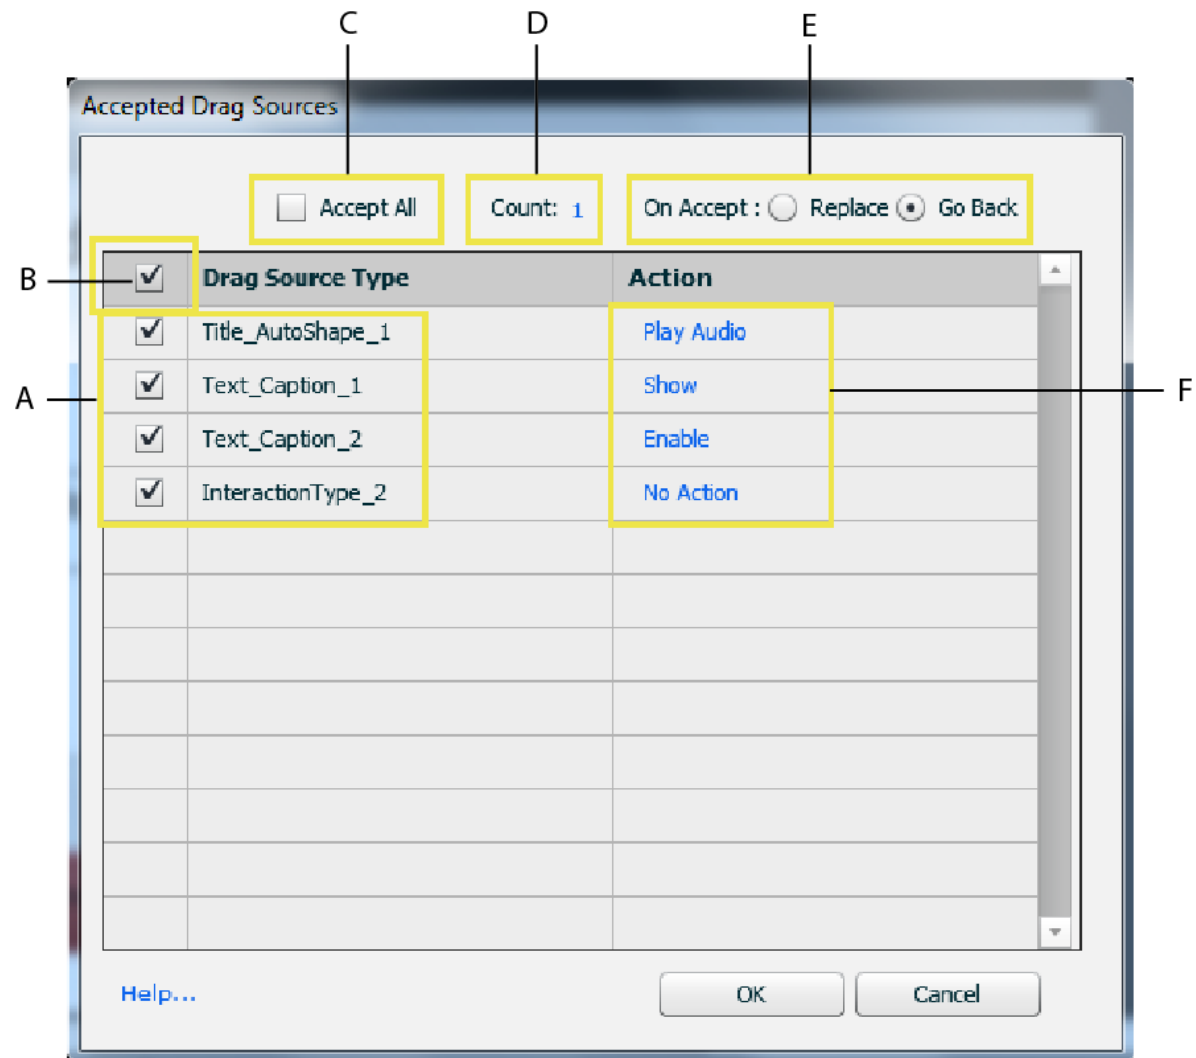 C D E
Accepted Drag Sources
Accept All Count: 1 On Accept : Replace Go Back
B Drag Source Type Action
Title_AutoShape_1 Play Audio
A Text_Caption_1 Show F
Text_Caption_2 Enable
InteractionType_2 No Action
Help... OK Cancel